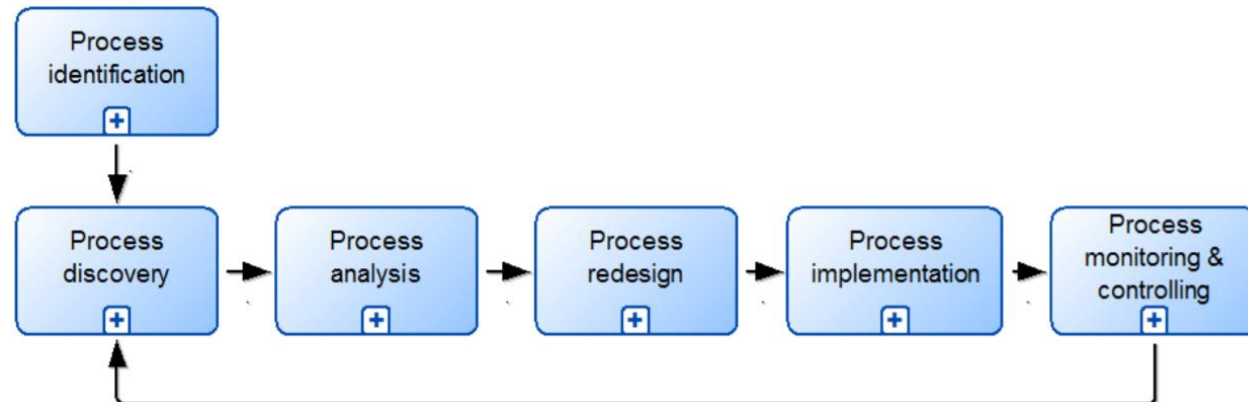 Process
identification
Process
discovery
Process
analysis
Process
redesign
Process
implementation
Process
monitoring &
controlling